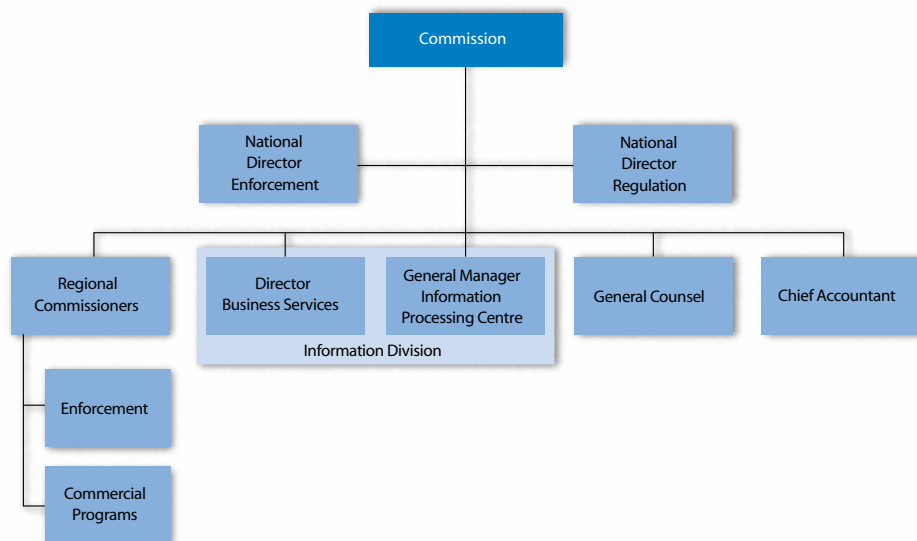 Commission
National
Director
Enforcement
National
Director
Regulation
Regional
Commissioners
Director
Business Services
General Manager
Information
Processing Centre
General Counsel
Chief Accountant
Information Division
Enforcement
Commercial
Programs